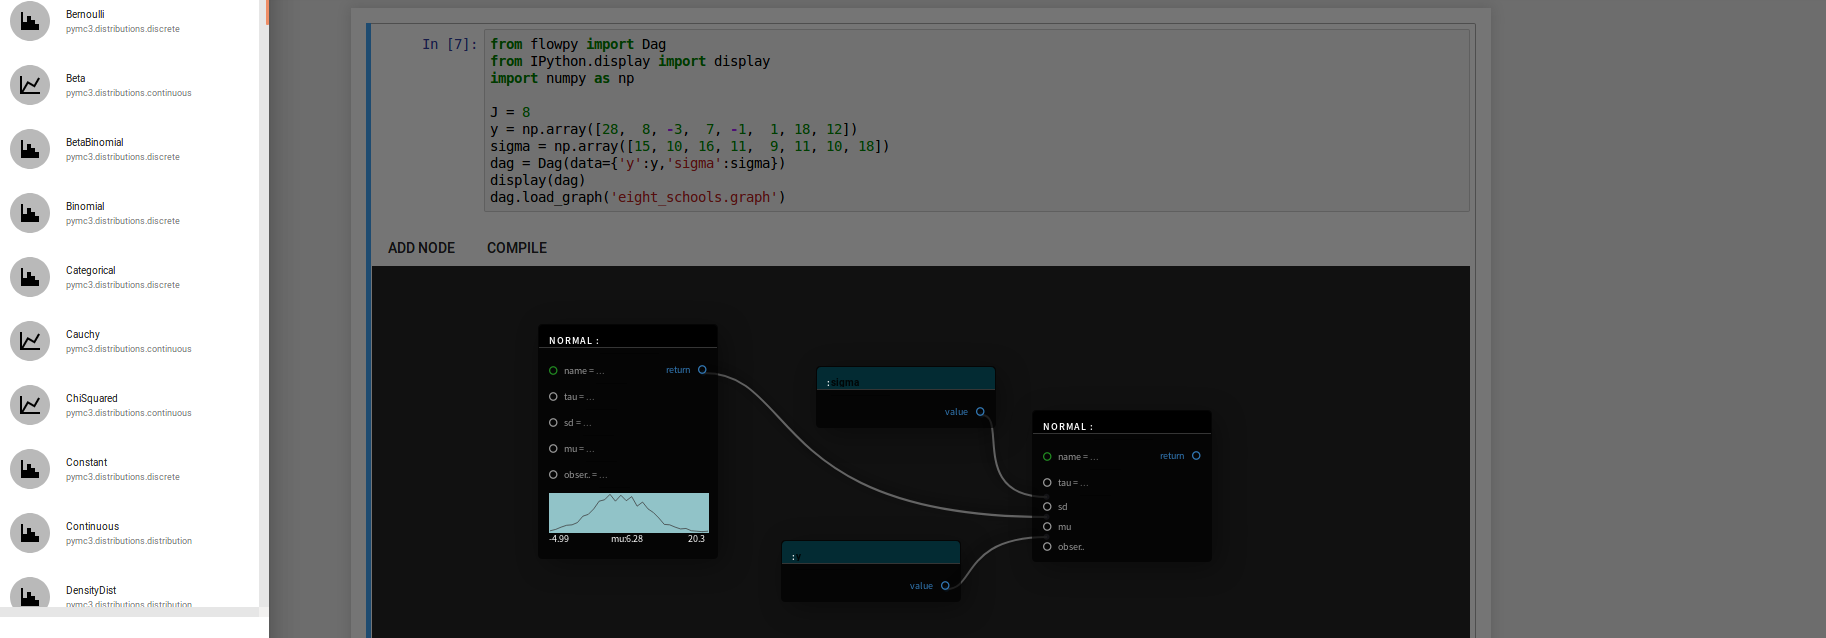 Bernoulli
pymc3.distributions.discrete
Beta
pymc3.distributions.continuous
BetaBinomial
pymc3.distributions.discrete
Binomial
pymc3.distributions.discrete
Categorical
pymc3.distributions.discrete
Cauchy
pymc3.distributions.continuous
ChiSquared
pymc3.distributions.continuous
Constant
pymc3.distributions.discrete
Continuous
pymc3.distributions.distribution
DensityDist
pymc3.distributions.distribution
In [7]:
from flowpy import Dag
from IPython.display import display
import numpy as np
J = 8
y = np.array([28,  8, -3,  7, -1,  1, 18, 12])
sigma = np.array([15, 10, 16, 11,  9, 11, 10, 18])
dag = Dag(data={'y':y,'sigma':sigma})
display(dag)
dag.load_graph('eight_schools.graph')
ADD NODE COMPILE
NORMAL :
name = ... return
tau = ...
sd = ...
mu = ...
obser.. = ...
-4.99 mu:6.28 20.3
:sigma
value
:y
value
NORMAL :
name = ... return
tau = ...
sd
mu
obser..